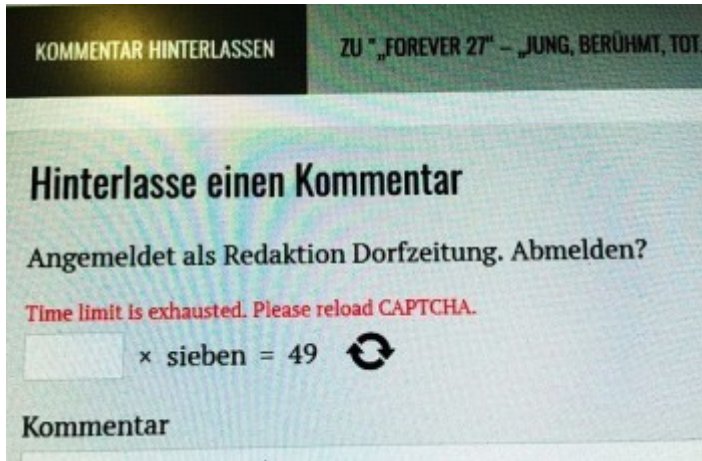 KOMMENTAR HINTERLASSEN
ZU "„FOREVER 27“ – „JUNG, BERÜHMT, TOT.
Hinterlasse einen Kommentar
Angemeldet als Redaktion Dorfzeitung. Abmelden?
Time limit is exhausted. Please reload CAPTCHA.
× sieben = 49
Kommentar